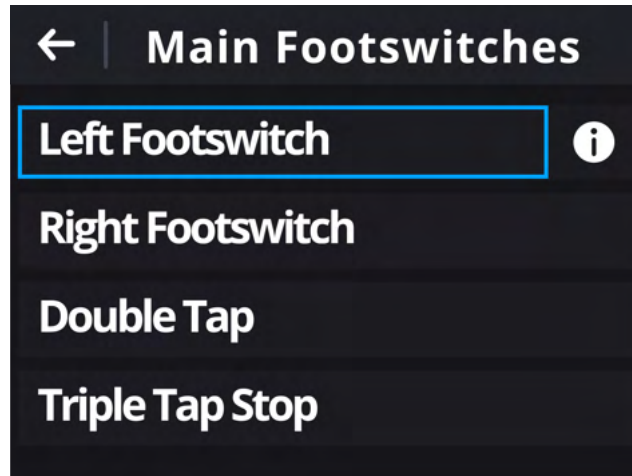 Main Footswitches
Left Footswitch
Right Footswitch
Double Tap
Triple Tap Stop